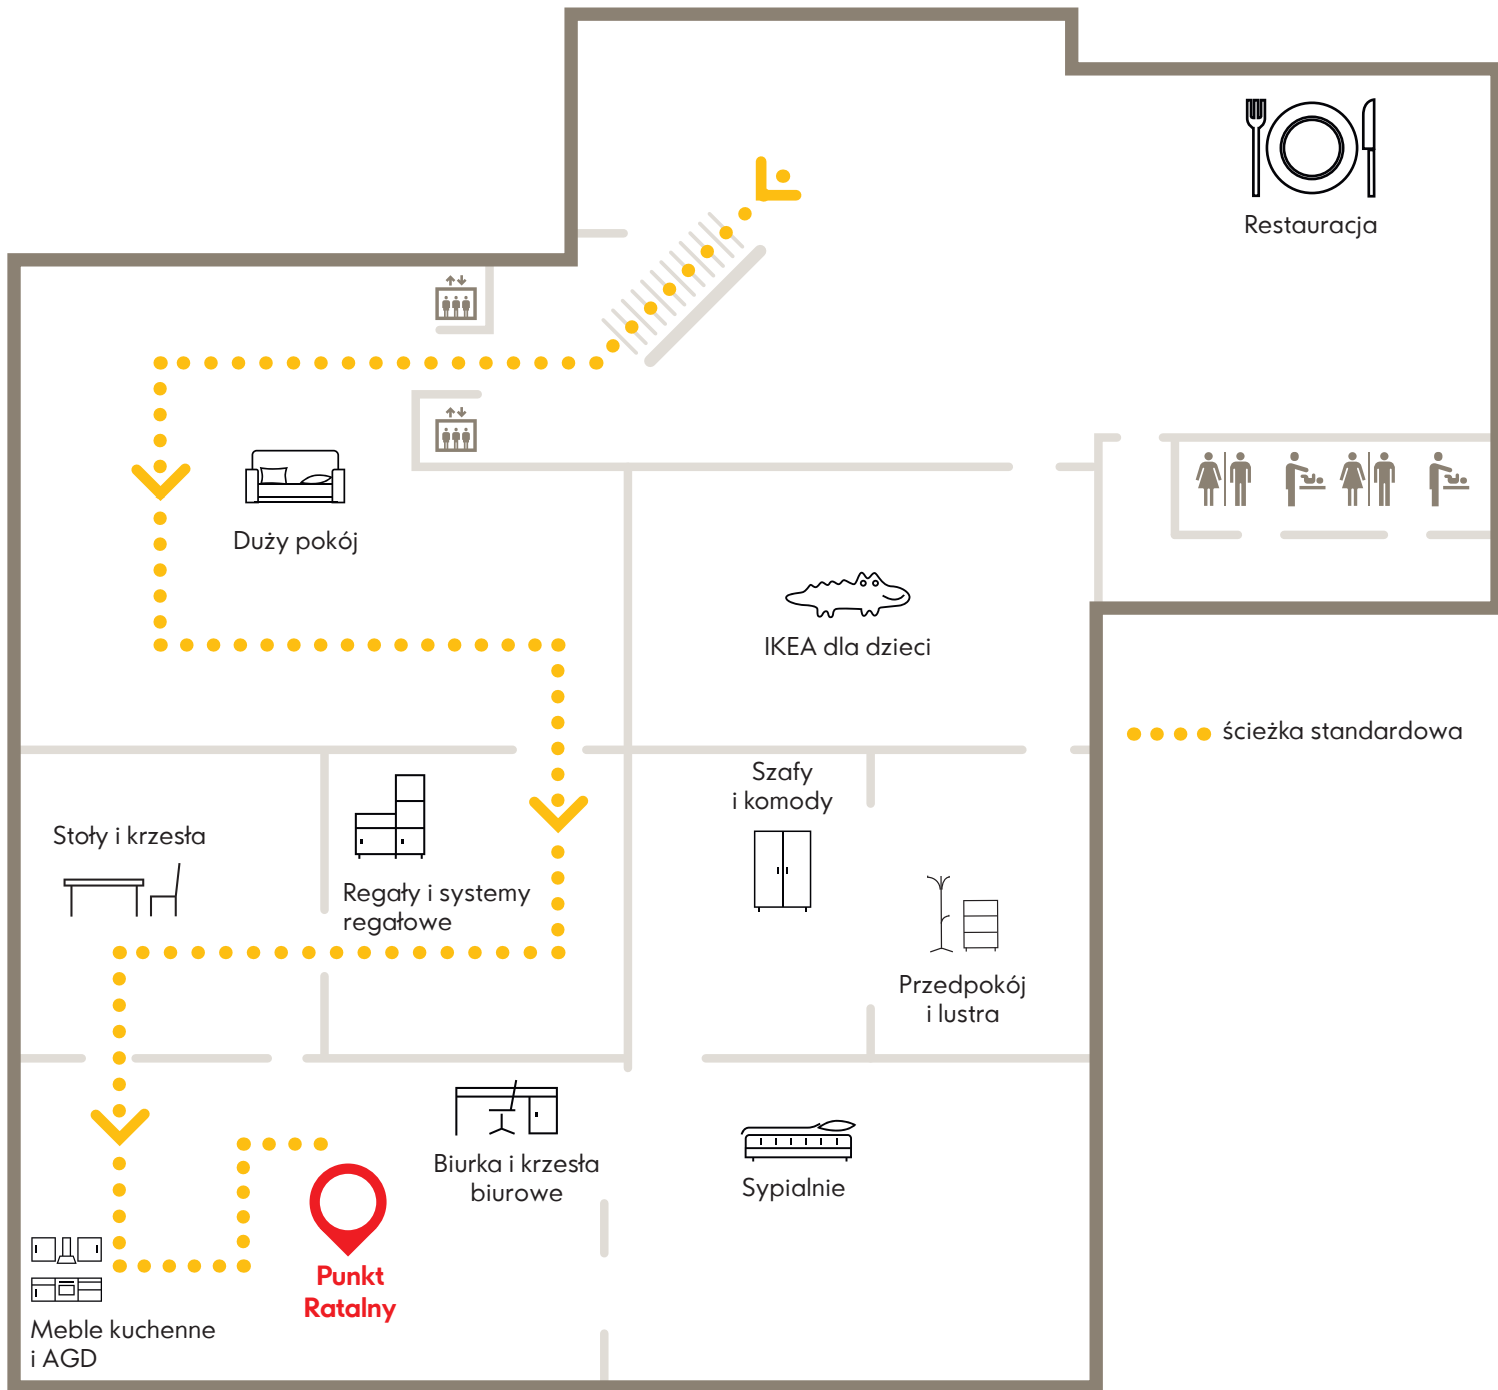 Restauracja
Duży pokój
IKEA dla dzieci
ścieżka standardowa
Szafy
i komody
Stoły i krzesła
Regały i systemy
regałowe
Przedpokój
i lustra
Biurka i krzesła
biurowe
Sypialnie
Punkt
Ratalny
Meble kuchenne
i AGD